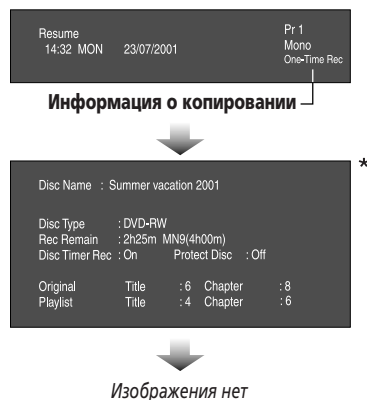 Resume Pr 1
14:32 MON 23/07/2001 Mono
One-Time Rec
Информация о копировании
*
Disc Name : Summer vacation 2001
Disc Type : DVD-RW
Rec Remain : 2h25m MN9(4h00m)
Disc Timer Rec : On Protect Disc : Off
Original Title : 6 Chapter : 8
Playlist Title : 4 Chapter : 6
Изображения нет